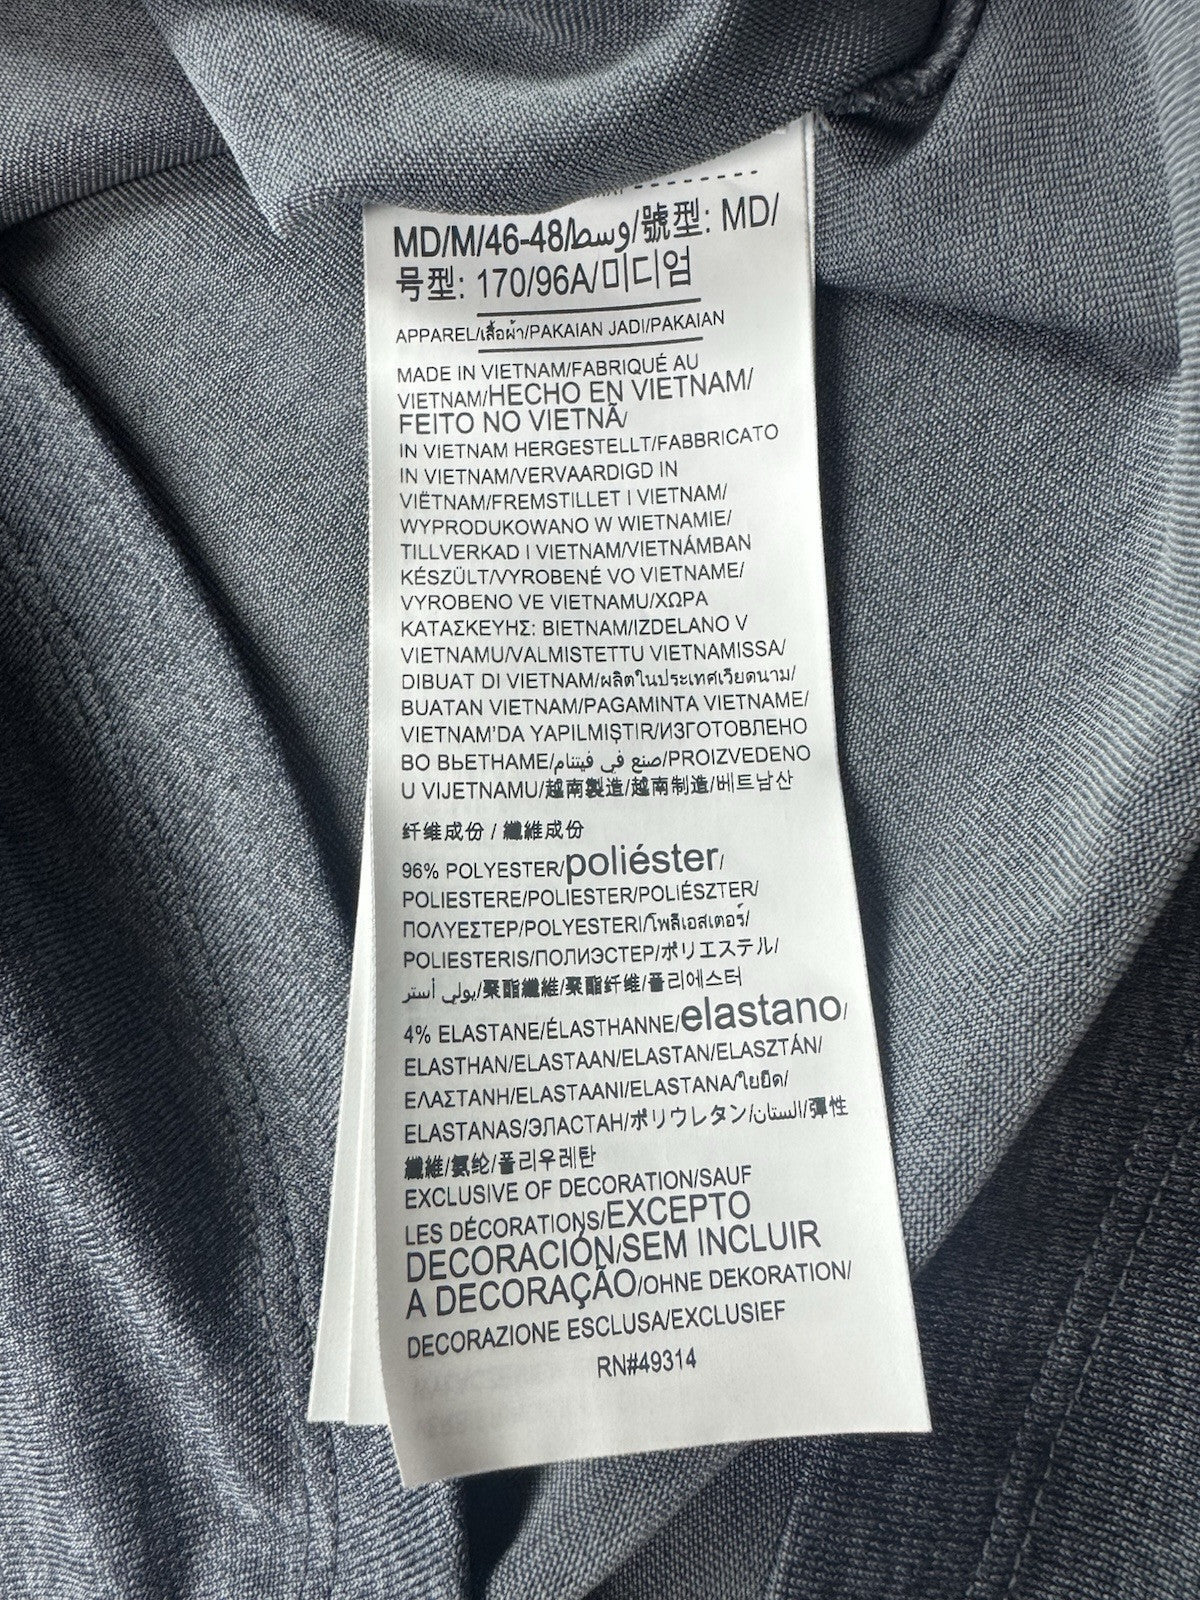 MD/M/46-48/وسط/號型: MD/
号型: 170/96A/미디엄
APPAREL/เสื้อผ้า/PAKAIAN JADI/PAKAIAN
MADE IN VIETNAM/FABRIQUÉ AU
VIETNAM/HECHO EN VIETNAM/
FEITO NO VIETNÃ/
IN VIETNAM HERGESTELLT/FABBRICATO
IN VIETNAM/VERVAARDIGD IN
VIËTNAM/FREMSTILLET I VIETNAM/
WYPRODUKOWANO W WIETNAMIE/
TILLVERKAD I VIETNAM/VIETNÁMBAN
KÉSZÜLT/VYROBENÉ VO VIETNAME/
VYROBENO VE VIETNAMU/ΧΩΡΑ
ΚΑΤΑΣΚΕΥΗΣ: ΒΙΕΤΝΑΜ/IZDELANO V
VIETNAMU/VALMISTETTU VIETNAMISSA/
DIBUAT DI VIETNAM/ผลิตในประเทศเวียดนาม/
BUATAN VIETNAM/PAGAMINTA VIETNAME/
VIETNAM'DA YAPILMIŞTIR/ИЗГОТОВЛЕНО
ВО ВЬЕТНАМЕ/صنع في فيتنام/PROIZVEDENO
U VIJETNAMU/越南製造/越南制造/베트남산
纤维成份 / 纖維成份
96% POLYESTER/poliéster/
POLIESTERE/POLIESTER/POLIÉSZTER/
ΠΟΛΥΕΣΤΕΡ/POLYESTERI/โพลีเอสเตอร์/
POLIESTERIS/ПОЛИЭСТЕР/ポリエステル/
بولي أستر/聚酯纖維/聚酯纤维/폴리에스터
4% ELASTANE/ÉLASTHANNE/elastano/
ELASTHAN/ELASTAAN/ELASTAN/ELASZTÁN/
ΕΛΑΣΤΑΝΗ/ELASTAANI/ELASTANA/ใยยืด/
ELASTANAS/ЭЛАСТАН/ポリウレタン/الستان/彈性
纖維/氨纶/폴리우레탄
EXCLUSIVE OF DECORATION/SAUF
LES DÉCORATIONS/EXCEPTO
DECORACIÓN/SEM INCLUIR
A DECORAÇÃO/OHNE DEKORATION/
DECORAZIONE ESCLUSA/EXCLUSIEF
RN#49314